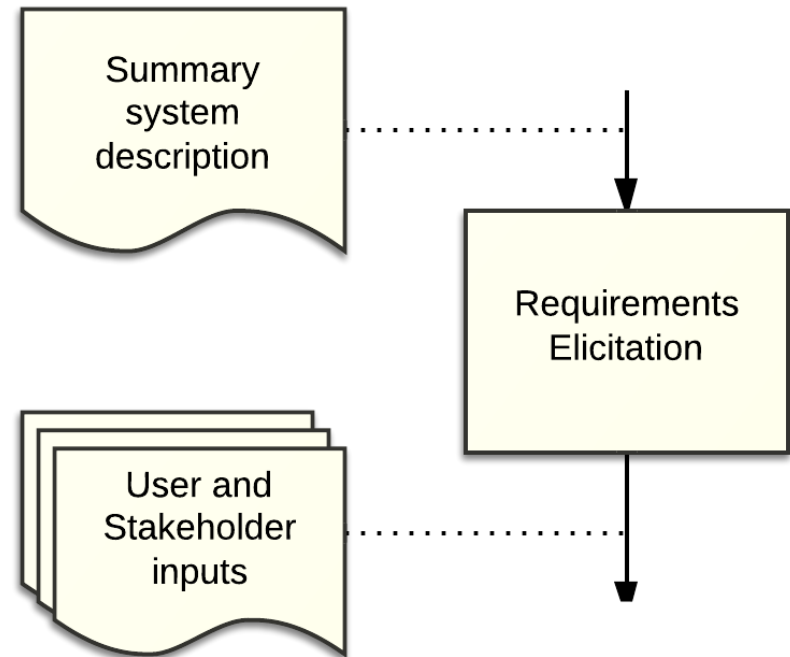 Summary
system
description
Requirements
Elicitation
User and
Stakeholder
inputs